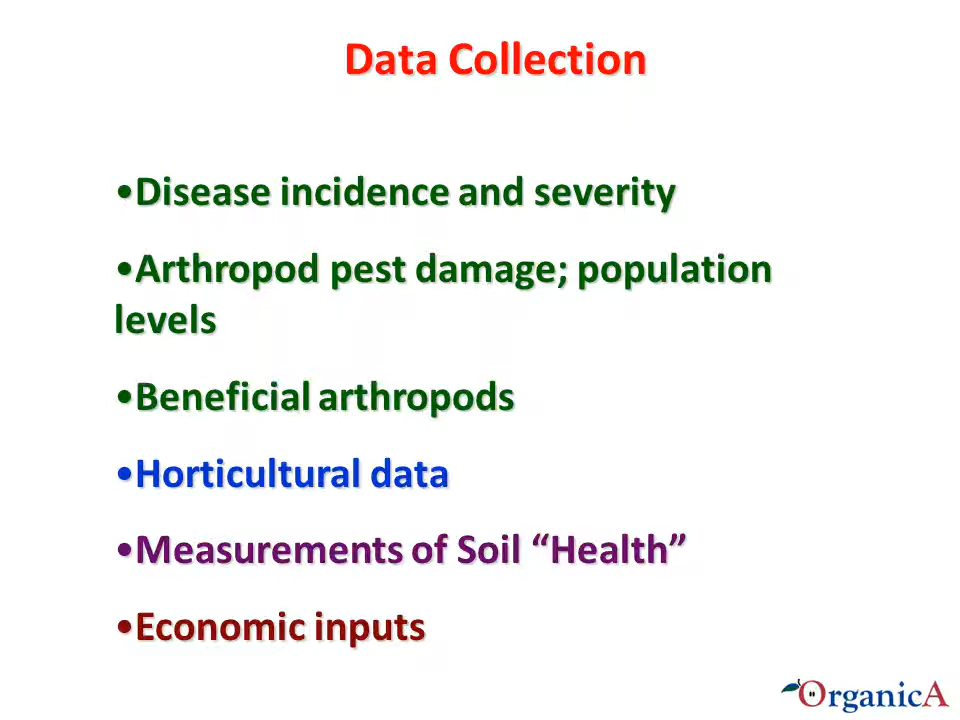 Data Collection
•Disease incidence and severity
•Arthropod pest damage; population
levels
•Beneficial arthropods
•Horticultural data
•Measurements of Soil “Health”
•Economic inputs
OrganicA